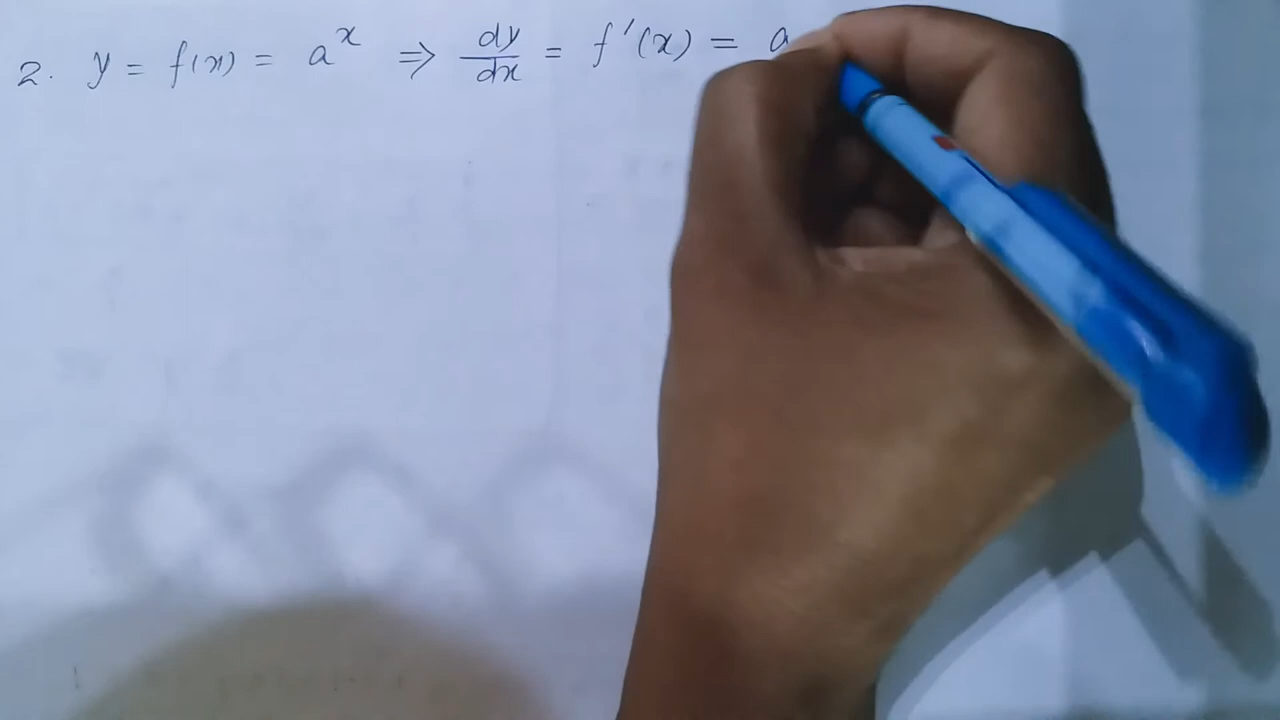 2. y = f(x) = a^x ⇒ dy/dx = f'(x) = a